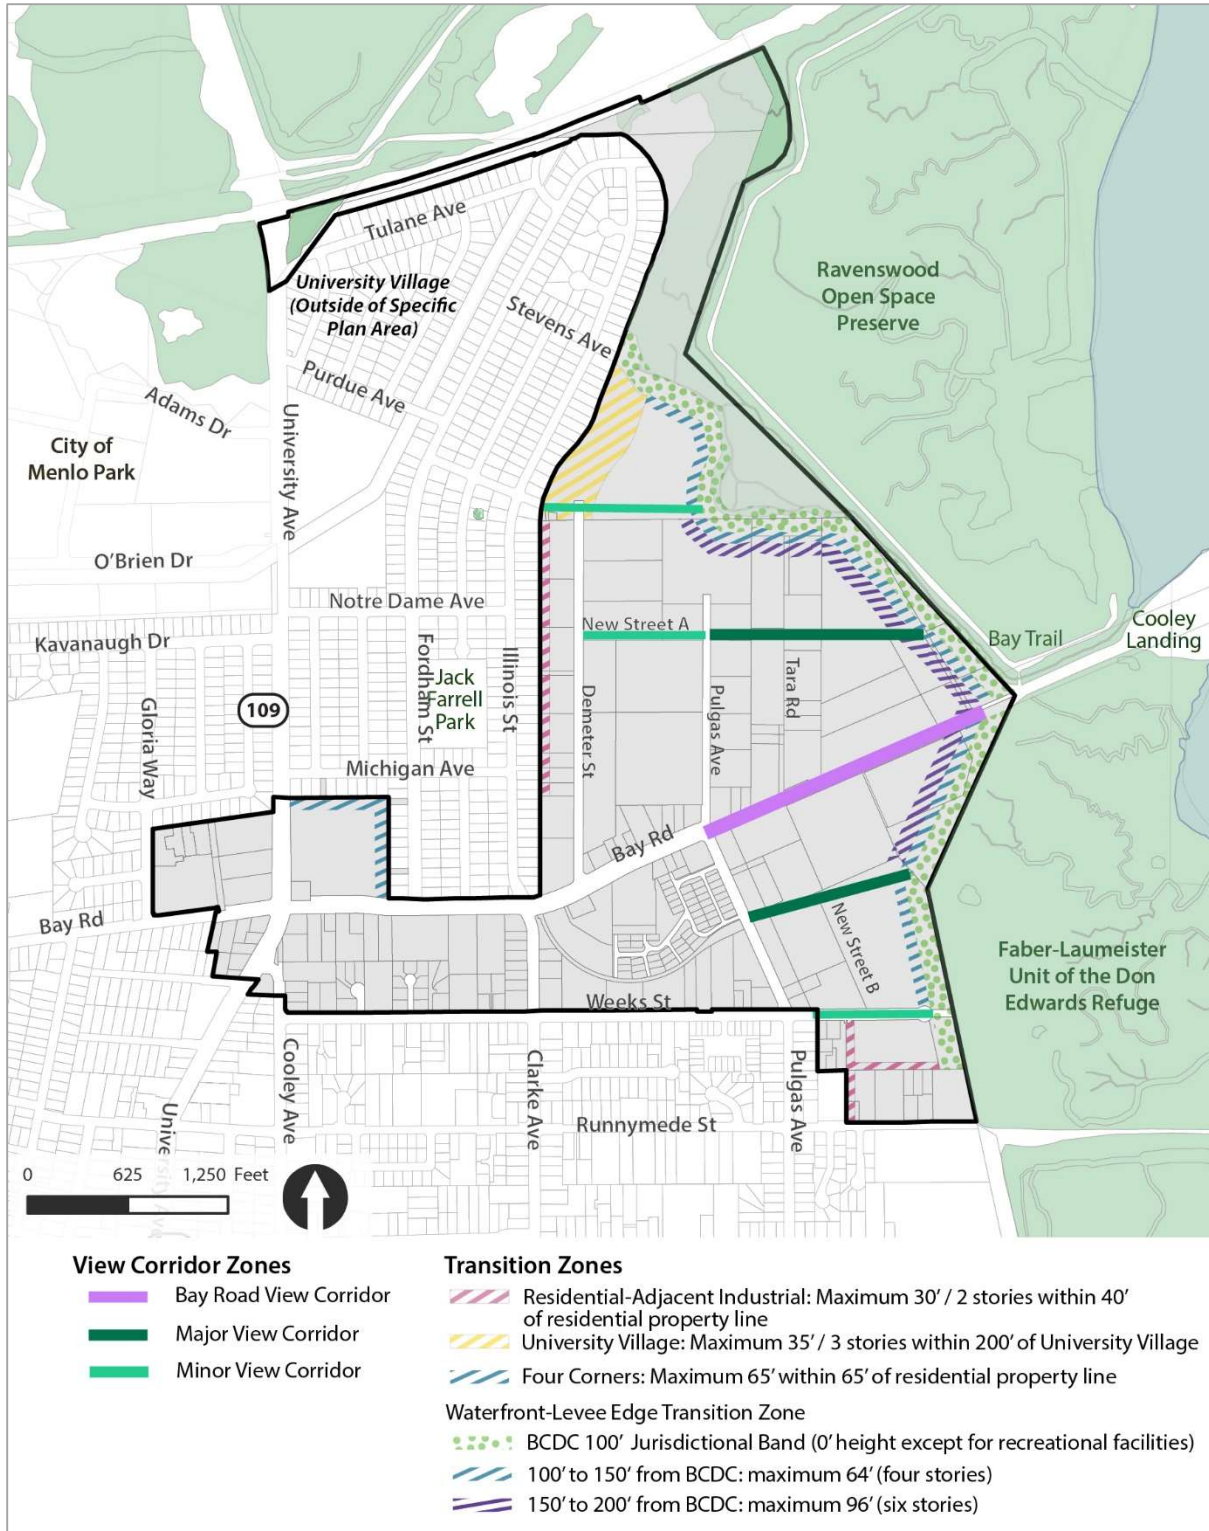 Tulane Ave
University Village
(Outside of Specific
Plan Area)
Stevens Ave
Purdue Ave
Adams Dr
University Ave
City of
Menlo Park
Ravenswood
Open Space
Preserve
O'Brien Dr
Notre Dame Ave
Kavanaugh Dr
New Street A
Bay Trail
Cooley
Landing
Fordham St
Jack
Farrell
Park
Illinois St
Demeter St
Pulgas Ave
Tara Rd
Gloria Way
109
Michigan Ave
Bay Rd
Bay Rd
New Street B
Weeks St
Faber-Laumeister
Unit of the Don
Edwards Refuge
Cooley Ave
Clarke Ave
Pulgas Ave
Runnymede St
University Ave
0 625 1,250 Feet
View Corridor Zones
Bay Road View Corridor
Major View Corridor
Minor View Corridor
Transition Zones
Residential-Adjacent Industrial: Maximum 30' / 2 stories within 40'
of residential property line
University Village: Maximum 35' / 3 stories within 200' of University Village
Four Corners: Maximum 65' within 65' of residential property line
Waterfront-Levee Edge Transition Zone
BCDC 100' Jurisdictional Band (0' height except for recreational facilities)
100' to 150' from BCDC: maximum 64' (four stories)
150' to 200' from BCDC: maximum 96' (six stories)